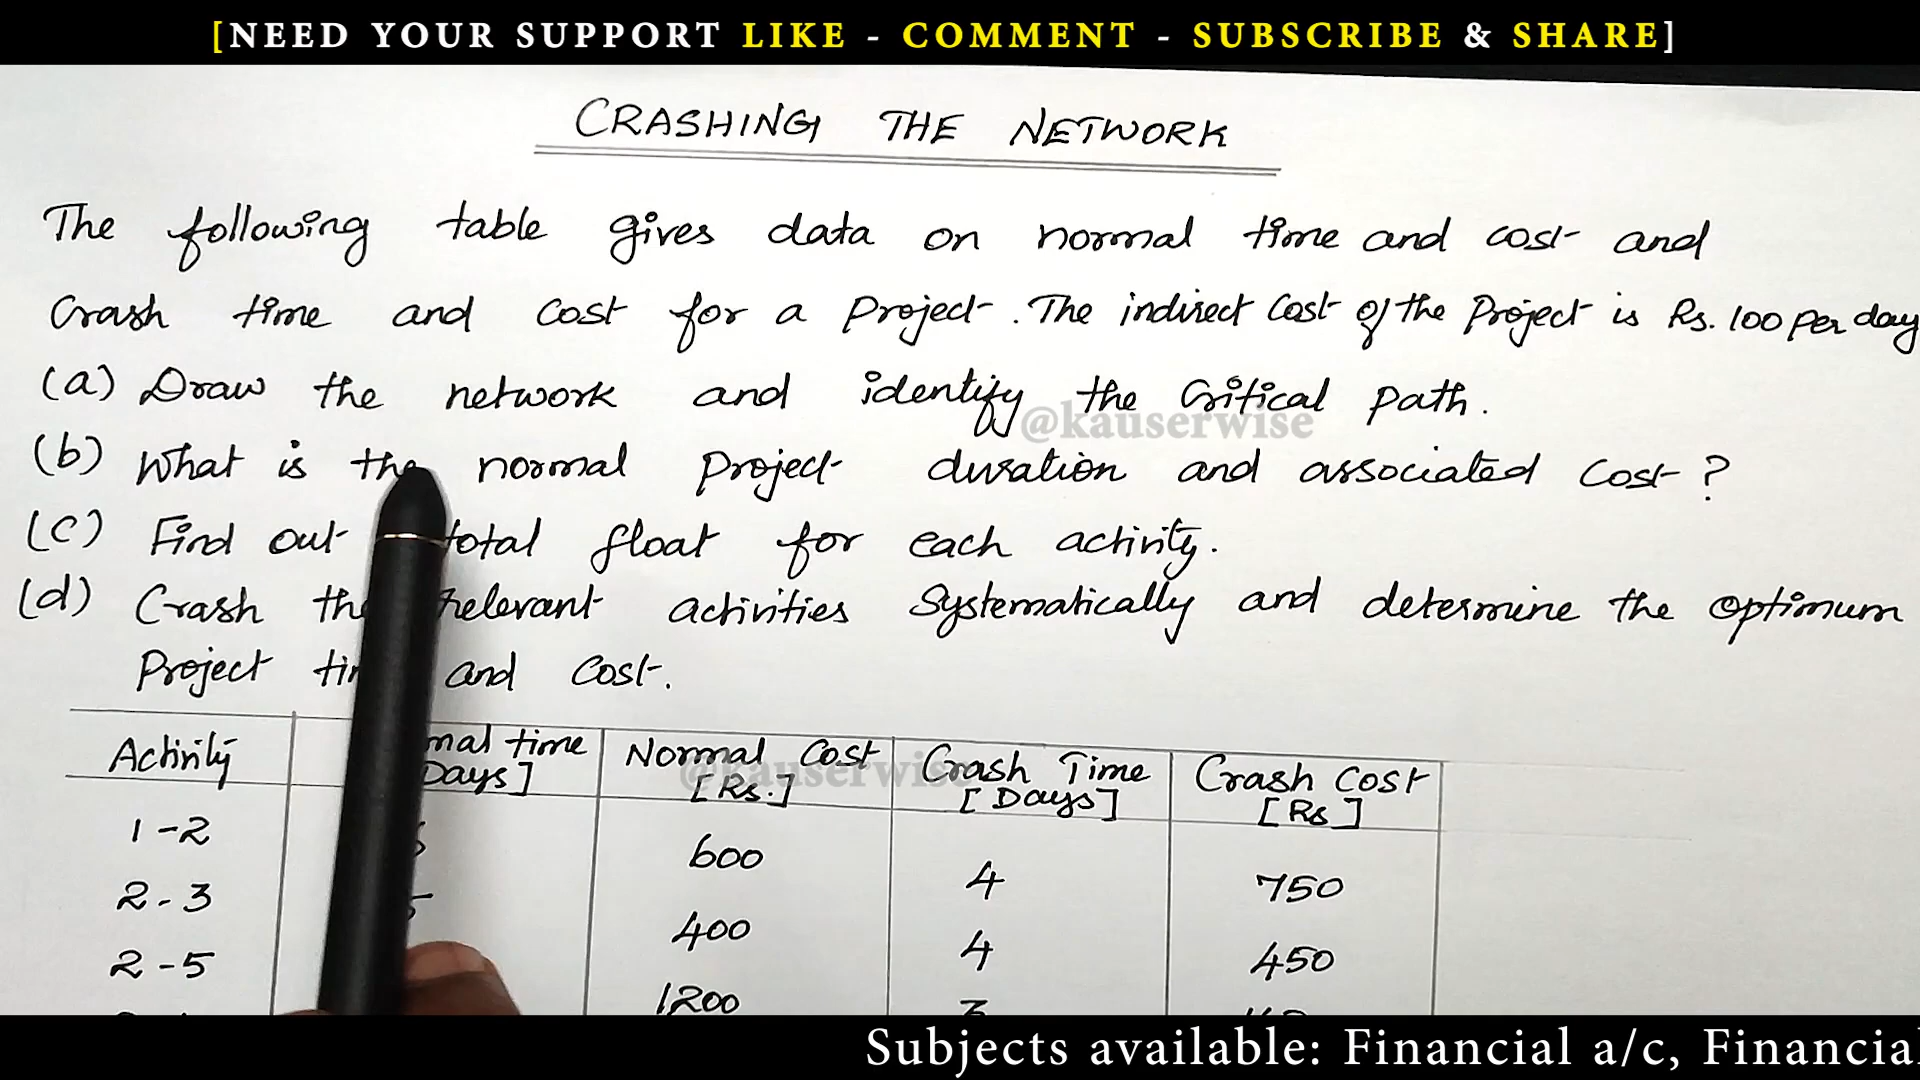 [NEED YOUR SUPPORT LIKE - COMMENT - SUBSCRIBE & SHARE]
CRASHING THE NETWORK
The following table gives data on normal time and cost and
Crash time and cost for a Project. The indirect cost of the Project is Rs. 100 Per day
(a) Draw the network and identify the Critical Path.
@kauserwise
(b) What is the normal Project duration and associated Cost?
(c) Find out total float for each activity.
(d) Crash the relevant activities Systematically and determine the optimum
Project and Cost.
Activity time Normal Cost Crash Time Crash Cost
Days] [Rs.] [Days] [Rs]
@kauserwise
1-2 600 4 750
2-3 400 4 450
2-5 1200
Subjects available: Financial a/c, Financia